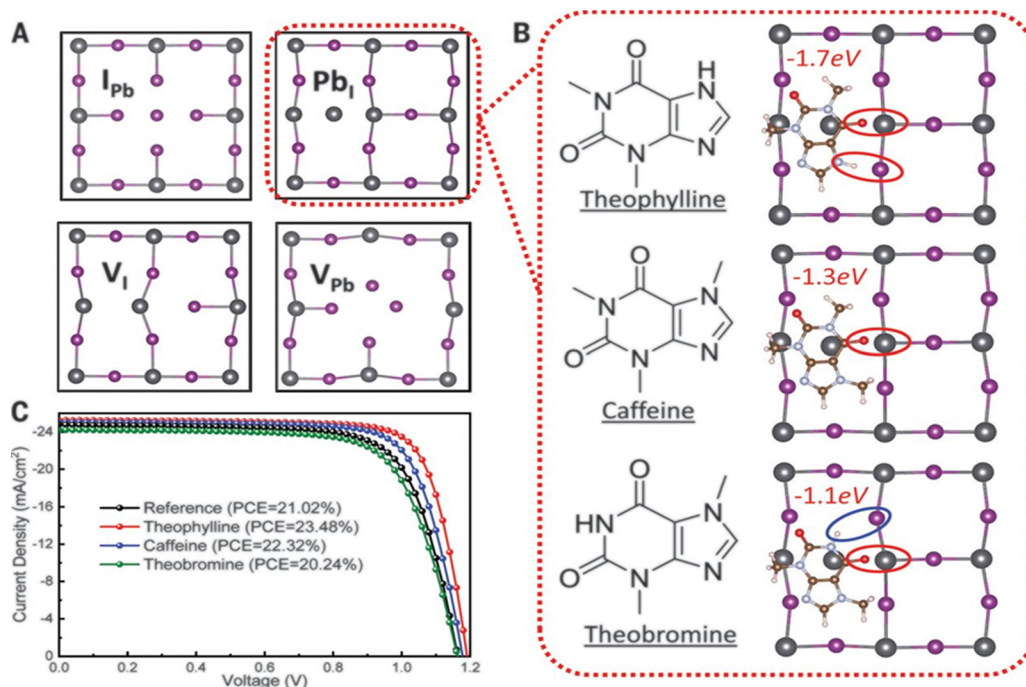 A
I_Pb
Pb_I
V_I
V_Pb
B
H
N
O
N
O
N
N
Theophylline
-1.7eV
O
N
N
O
N
N
Caffeine
-1.3eV
O
HN
N
O
N
N
Theobromine
-1.1eV
C
Current Density (mA/cm²)
-24
-20
-16
-12
-8
-4
0
Reference (PCE=21.02%)
Theophylline (PCE=23.48%)
Caffeine (PCE=22.32%)
Theobromine (PCE=20.24%)
0.0 0.2 0.4 0.6 0.8 1.0 1.2
Voltage (V)